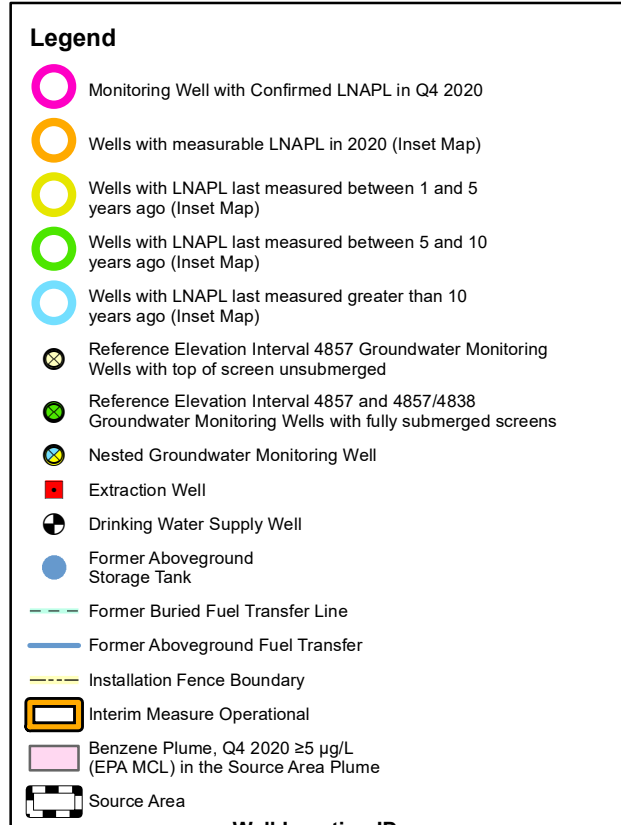 Legend
Monitoring Well with Confirmed LNAPL in Q4 2020
Wells with measurable LNAPL in 2020 (Inset Map)
Wells with LNAPL last measured between 1 and 5
years ago (Inset Map)
Wells with LNAPL last measured between 5 and 10
years ago (Inset Map)
Wells with LNAPL last measured greater than 10
years ago (Inset Map)
Reference Elevation Interval 4857 Groundwater Monitoring
Wells with top of screen unsubmerged
Reference Elevation Interval 4857 and 4857/4838
Groundwater Monitoring Wells with fully submerged screens
Nested Groundwater Monitoring Well
Extraction Well
Drinking Water Supply Well
Former Aboveground
Storage Tank
Former Buried Fuel Transfer Line
Former Aboveground Fuel Transfer
Installation Fence Boundary
Interim Measure Operational
Benzene Plume, Q4 2020 ≥5 µg/L
(EPA MCL) in the Source Area Plume
Source Area